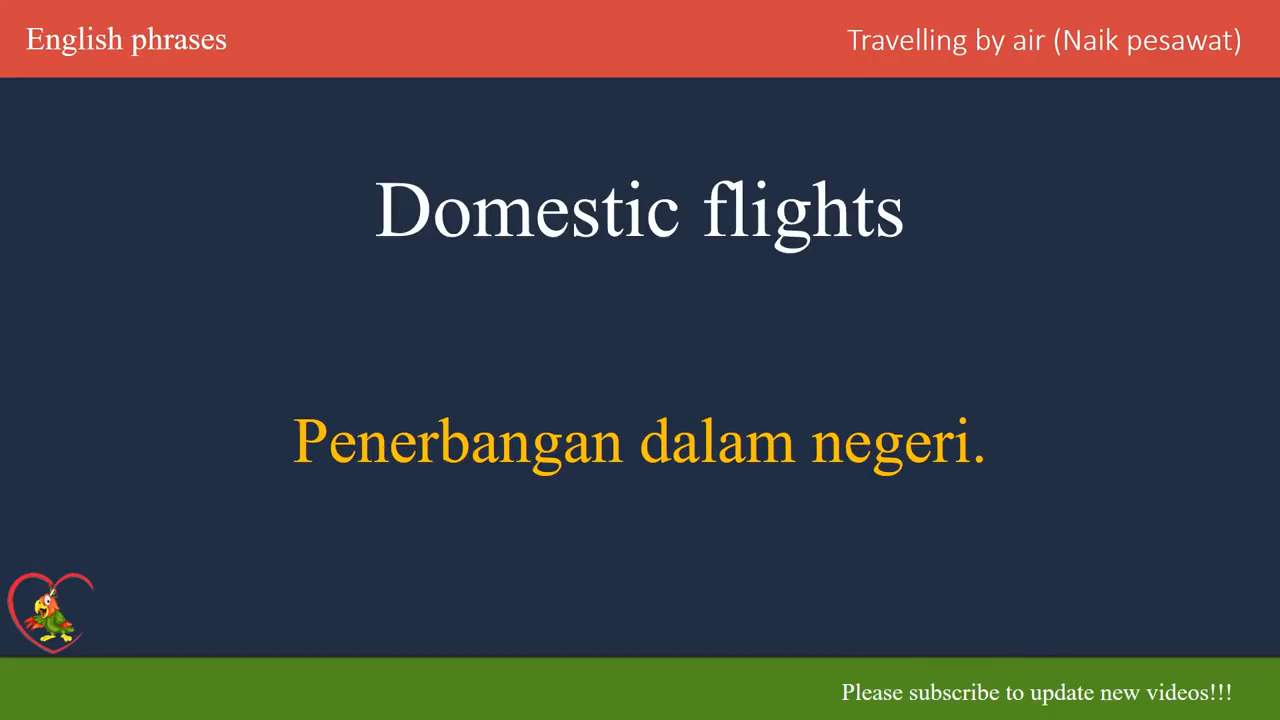 English phrases
Travelling by air (Naik pesawat)
Domestic flights
Penerbangan dalam negeri.
Please subscribe to update new videos!!!